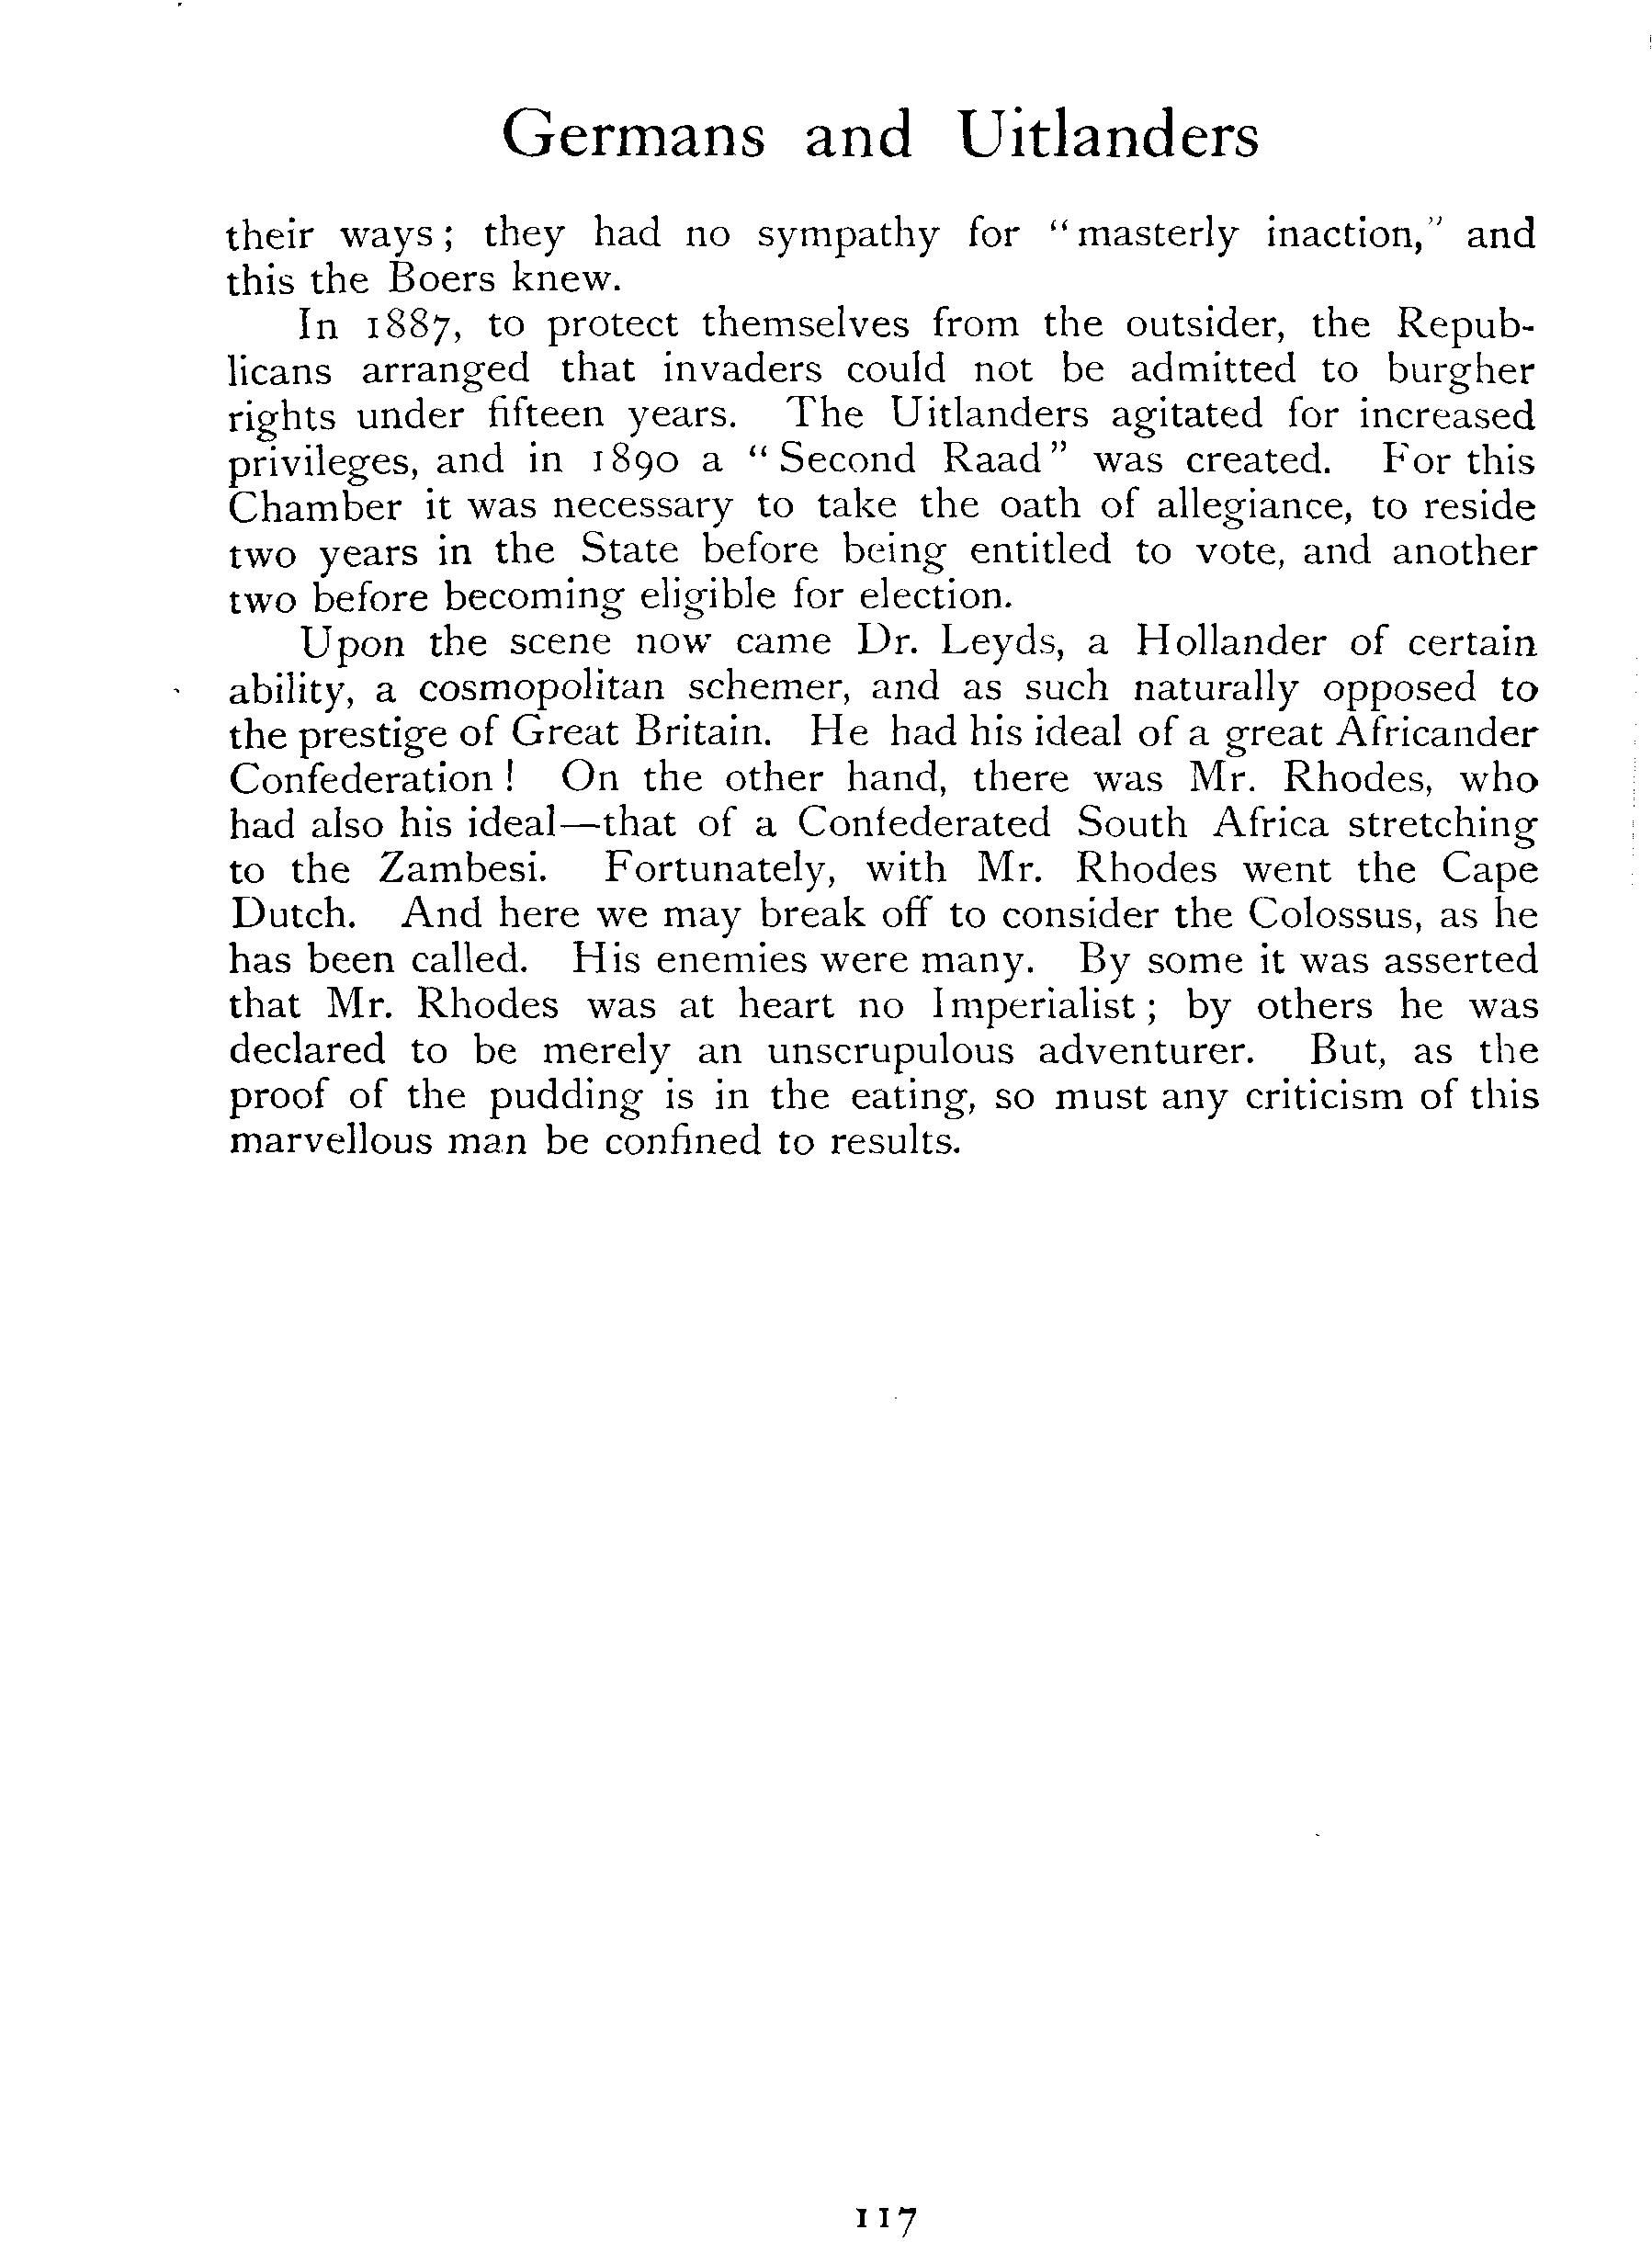 Germans and Uitlanders
their ways; they had no sympathy for "masterly inaction," and
this the Boers knew.
In 1887, to protect themselves from the outsider, the Repub-
licans arranged that invaders could not be admitted to burgher
rights under fifteen years. The Uitlanders agitated for increased
privileges, and in 1890 a "Second Raad" was created. For this
Chamber it was necessary to take the oath of allegiance, to reside
two years in the State before being entitled to vote, and another
two before becoming eligible for election.
Upon the scene now came Dr. Leyds, a Hollander of certain
ability, a cosmopolitan schemer, and as such naturally opposed to
the prestige of Great Britain. He had his ideal of a great Africander
Confederation! On the other hand, there was Mr. Rhodes, who
had also his ideal—that of a Confederated South Africa stretching
to the Zambesi. Fortunately, with Mr. Rhodes went the Cape
Dutch. And here we may break off to consider the Colossus, as he
has been called. His enemies were many. By some it was asserted
that Mr. Rhodes was at heart no Imperialist; by others he was
declared to be merely an unscrupulous adventurer. But, as the
proof of the pudding is in the eating, so must any criticism of this
marvellous man be confined to results.
117